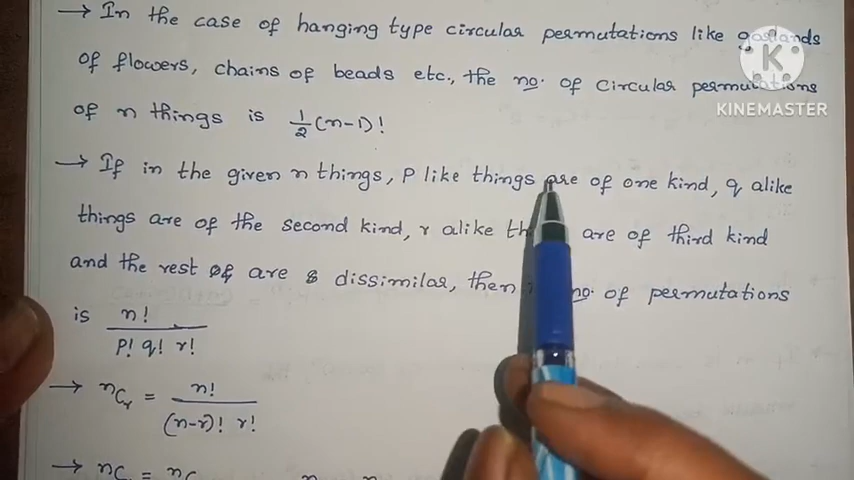 → In the case of hanging type circular permutations like garlands
of flowers, chains of beads etc., the no. of circular permutations
of n things is 1/2 (n-1)!
→ If in the given n things, p like things are of one kind, q alike
things are of the second kind, r alike are of third kind
and the rest are dissimilar, then no. of permutations
is n! / p! q! r!
→ ⁿCᵣ = n! / (n-r)! r!
K
KINEMASTER